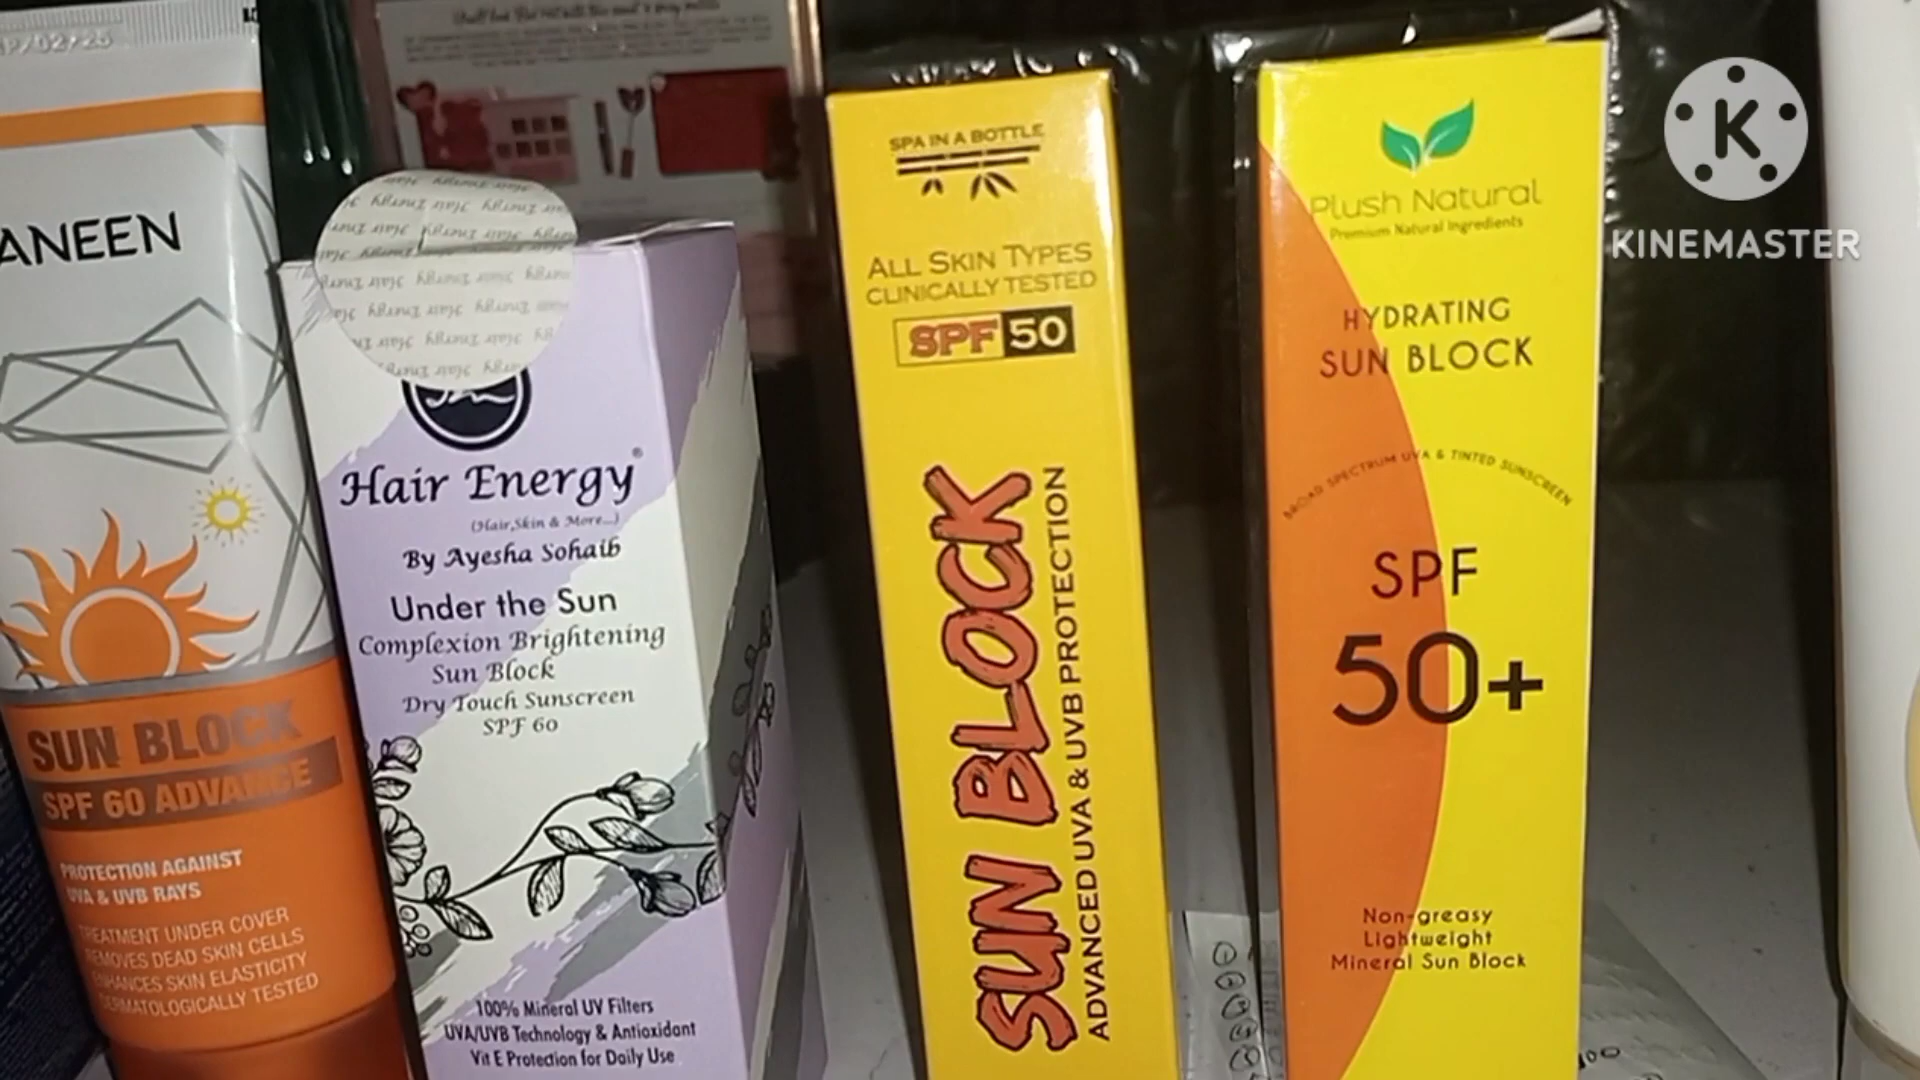 ANEEN
SUN BLOCK
SPF 60 ADVANCE
PROTECTION AGAINST
UVA & UVB RAYS
TREATMENT UNDER COVER
REMOVES DEAD SKIN CELLS
ENHANCES SKIN ELASTICITY
DERMATOLOGICALLY TESTED
Hair Energy®
(Hair,Skin & More...)
By Ayesha Sohaib
Under the Sun
Complexion Brightening
Sun Block
Dry Touch Sunscreen
SPF 60
100% Mineral UV Filters
UVA/UVB Technology & Antioxidant
Vit E Protection for Daily Use
SPA IN A BOTTLE
ALL SKIN TYPES
CLINICALLY TESTED
SPF 50
SUN BLOCK
ADVANCED UVA & UVB PROTECTION
Plush Natural
Premium Natural Ingredients
HYDRATING
SUN BLOCK
BROAD SPECTRUM UVA & TINTED SUNSCREEN
SPF
50+
Non-greasy
Lightweight
Mineral Sun Block
K
KINEMASTER